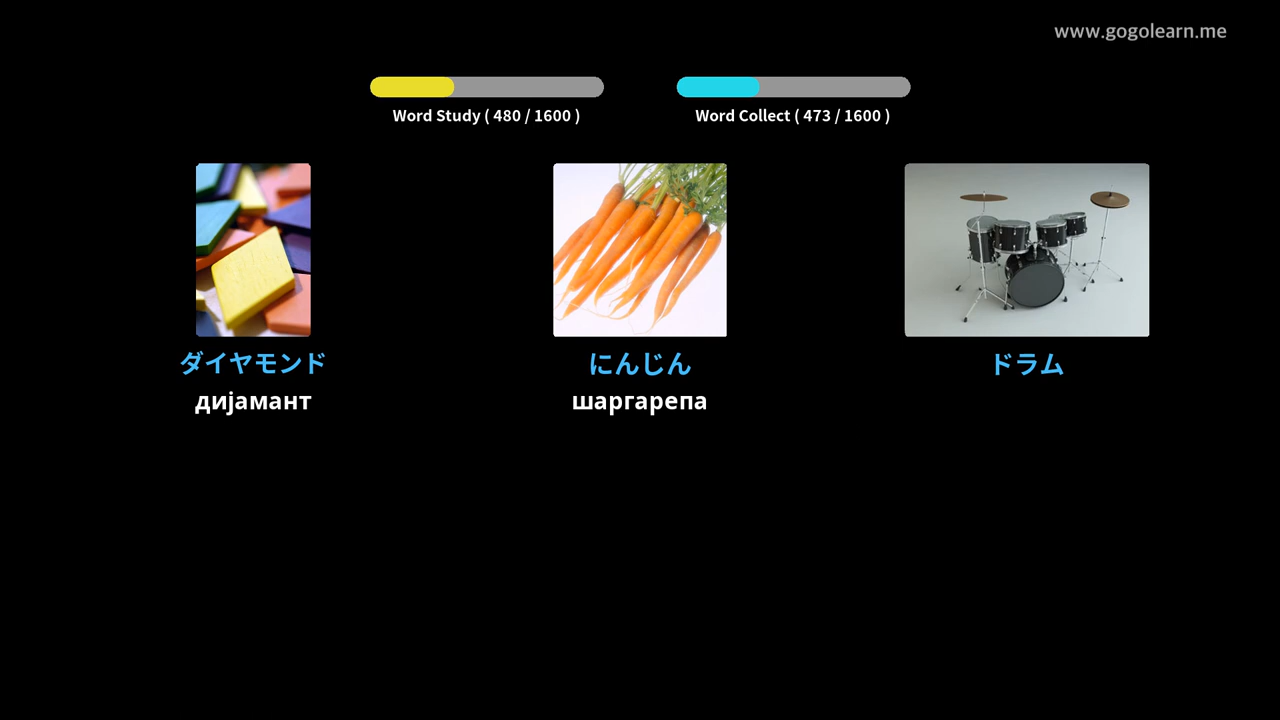 www.gogolearn.me
Word Study ( 480 / 1600 )
Word Collect ( 473 / 1600 )
ダイヤモンド
дијамант
にんじん
шаргарепа
ドラム